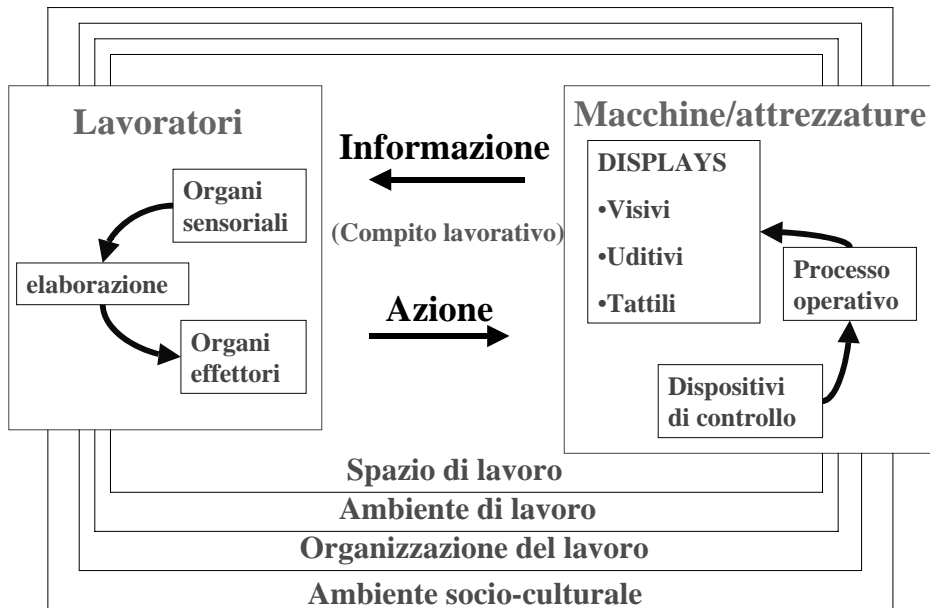 Lavoratori
Organi
sensoriali
elaborazione
Organi
effettori
Informazione
(Compito lavorativo)
Azione
Macchine/attrezzature
DISPLAYS
•Visivi
•Uditivi
•Tattili
Processo
operativo
Dispositivi
di controllo
Spazio di lavoro
Ambiente di lavoro
Organizzazione del lavoro
Ambiente socio-culturale